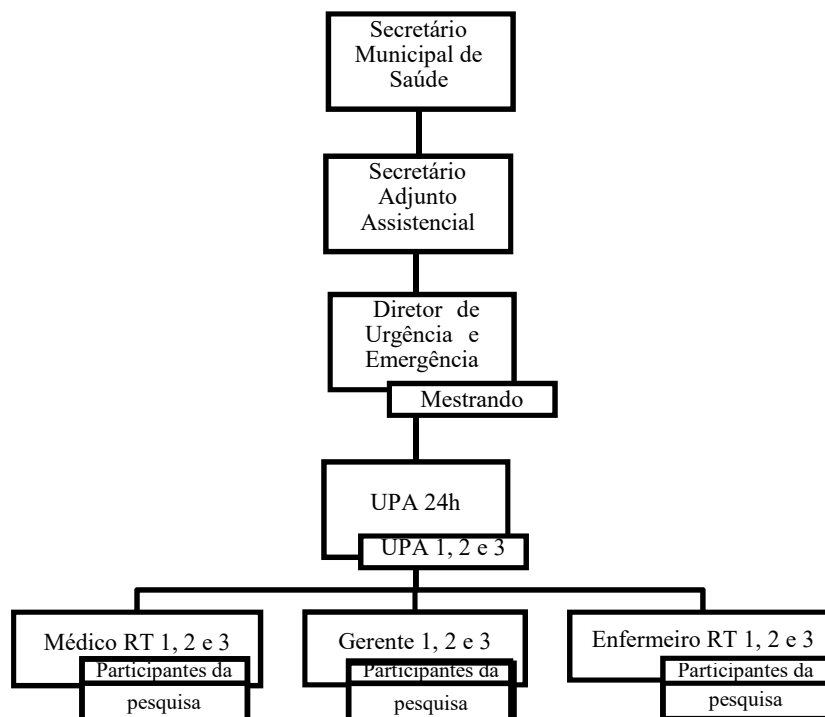 Secretário
Municipal de
Saúde
Secretário
Adjunto
Assistencial
Diretor de
Urgência e
Emergência
Mestrando
UPA 24h
UPA 1, 2 e 3
Médico RT 1, 2 e 3
Participantes da
pesquisa
Gerente 1, 2 e 3
Participantes da
pesquisa
Enfermeiro RT 1, 2 e 3
Participantes da
pesquisa